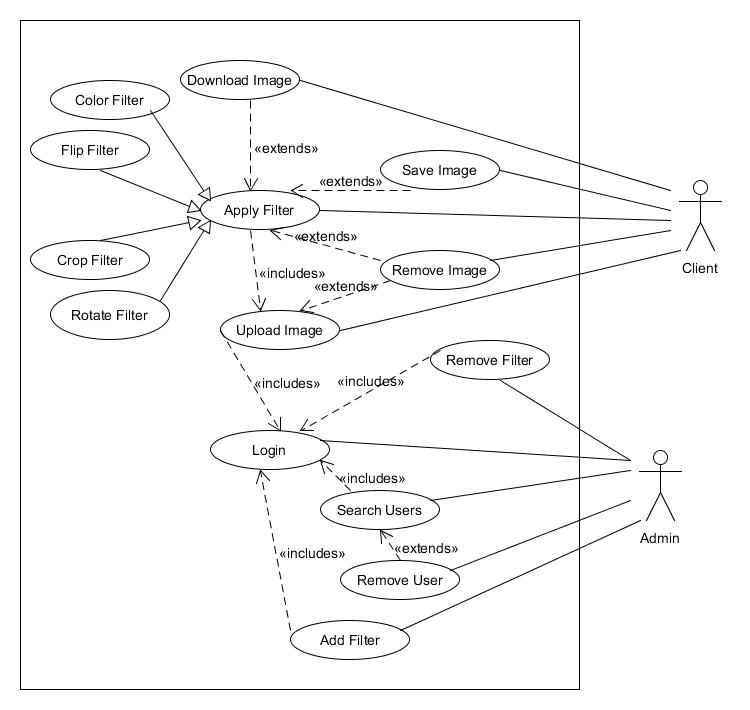 Download Image
Color Filter
«extends»
Flip Filter
Save Image
«extends»
Apply Filter
«extends»
Crop Filter
«includes»
Remove Image
Client
«extends»
Rotate Filter
Upload Image
Remove Filter
«includes»
«includes»
Login
«includes»
Search Users
Admin
«extends»
«includes»
Remove User
Add Filter